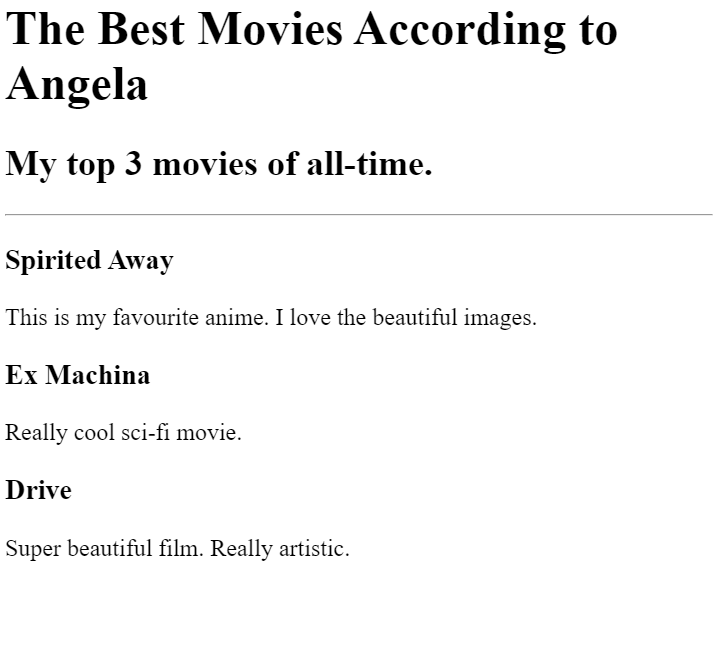 The Best Movies According to
Angela
My top 3 movies of all-time.
Spirited Away
This is my favourite anime. I love the beautiful images.
Ex Machina
Really cool sci-fi movie.
Drive
Super beautiful film. Really artistic.